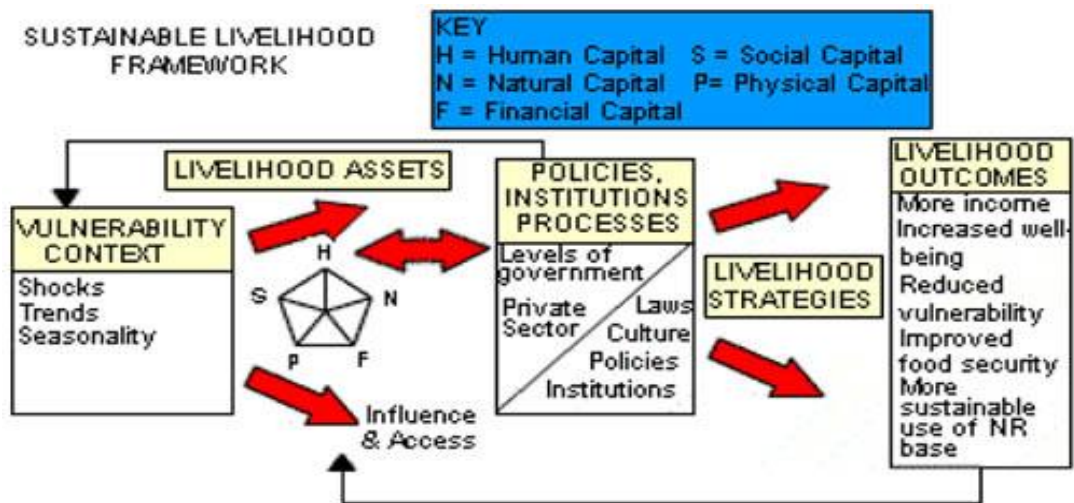 SUSTAINABLE LIVELIHOOD
FRAMEWORK
KEY
H = Human Capital S = Social Capital
N = Natural Capital P= Physical Capital
F = Financial Capital
LIVELIHOOD ASSETS
VULNERABILITY
CONTEXT
Shocks
Trends
Seasonality
H
S
N
P
F
Influence
& Access
POLICIES,
INSTITUTIONS
PROCESSES
Levels of
government
Private
Sector
Laws
Culture
Policies
Institutions
LIVELIHOOD
STRATEGIES
LIVELIHOOD
OUTCOMES
More income
Increased well-
being
Reduced
vulnerability
Improved
food security
More
sustainable
use of NR
base